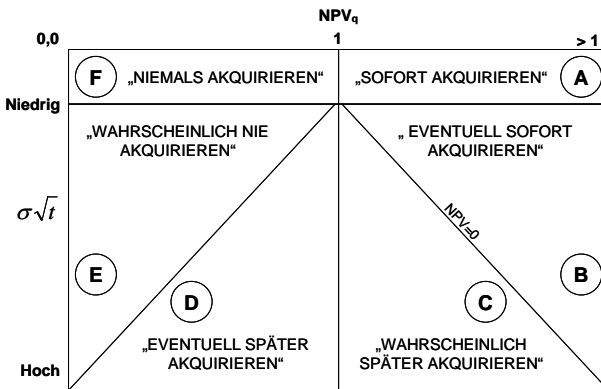 NPVq
0,0 1 > 1
F „NIEMALS AKQUIRIEREN“ „SOFORT AKQUIRIEREN“ A
Niedrig
„WAHRSCHEINLICH NIE
AKQUIRIEREN“
„ EVENTUELL SOFORT
AKQUIRIEREN“
σ√t
NPV=0
E
D
C
B
„EVENTUELL SPÄTER
AKQUIRIEREN“
„WAHRSCHEINLICH
SPÄTER AKQUIRIEREN“
Hoch